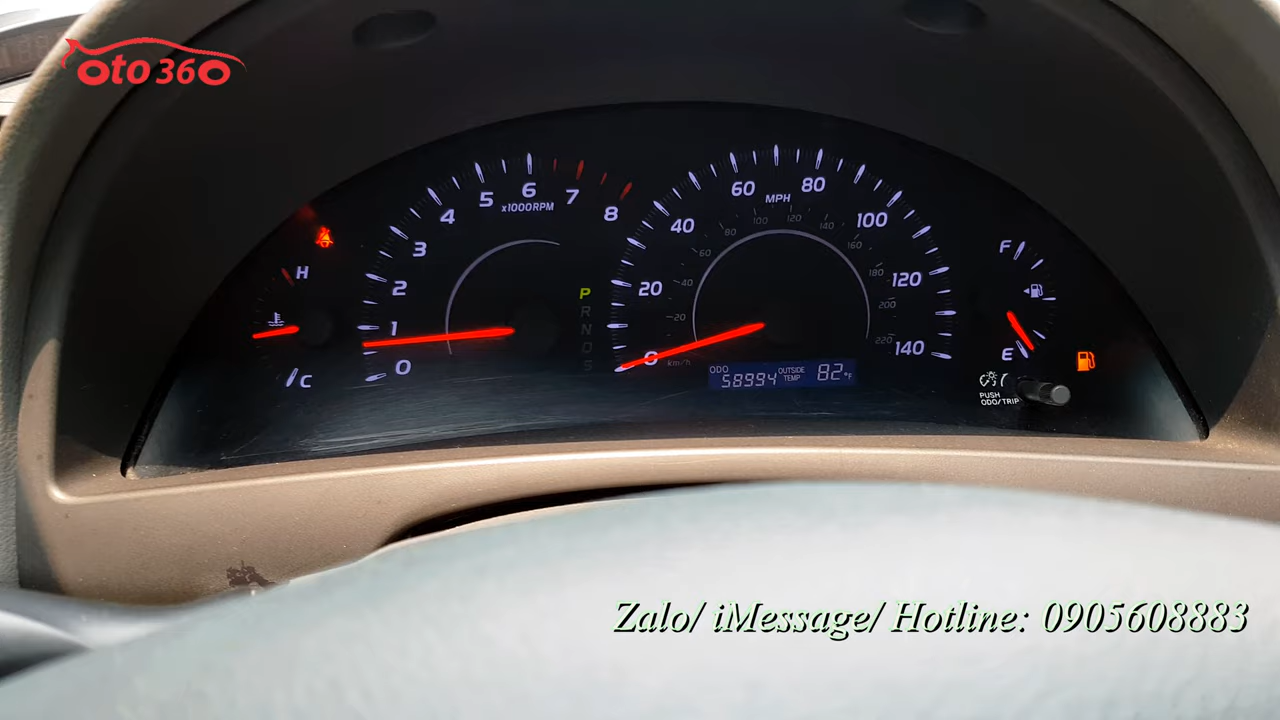 OTO 360
H
C
0
1
2
3
4
5
6
7
8
x1000RPM
P
R
N
D
S
0
20
40
60
80
100
120
140
MPH
20
40
60
80
100
120
140
160
180
200
220
km/h
ODO
58994
OUTSIDE
TEMP
82°F
F
E
PUSH
ODO/TRIP
Zalo/ iMessage/ Hotline: 0905608883